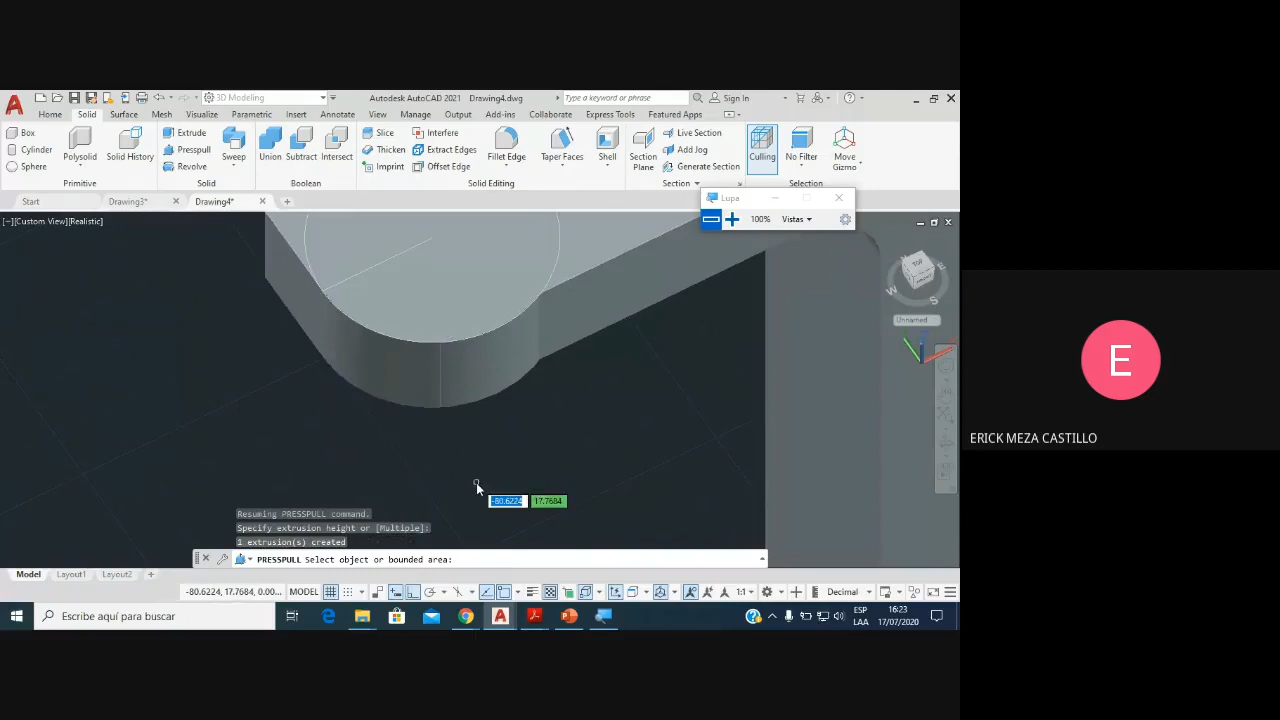 3D Modeling
Autodesk AutoCAD 2021 Drawing4.dwg
Type a keyword or phrase
Sign In
Home Solid Surface Mesh Visualize Parametric Insert Annotate View Manage Output Add-ins Collaborate Express Tools Featured Apps
Box
Cylinder
Sphere
Polysolid
Solid History
Primitive
Extrude
Presspull
Revolve
Sweep
Solid
Union
Subtract
Intersect
Boolean
Slice
Thicken
Imprint
Interfere
Extract Edges
Offset Edge
Fillet Edge
Taper Faces
Shell
Solid Editing
Section
Plane
Live Section
Add Jog
Generate Section
Section
Culling
No Filter
Selection
Move
Gizmo
Start Drawing3* Drawing4*
Lupa
100% Vistas
[−][Custom View][Realistic]
TOP
W
S
E
Unnamed
-80.6224 17.7684
Resuming PRESSPULL command.
Specify extrusion height or [Multiple]:
1 extrusion(s) created
PRESSPULL Select object or bounded area:
Model Layout1 Layout2
-80.6224, 17.7684, 0.00... MODEL
1:1
Decimal
Escribe aquí para buscar
ESP
LAA
16:23
17/07/2020
E
ERICK MEZA CASTILLO